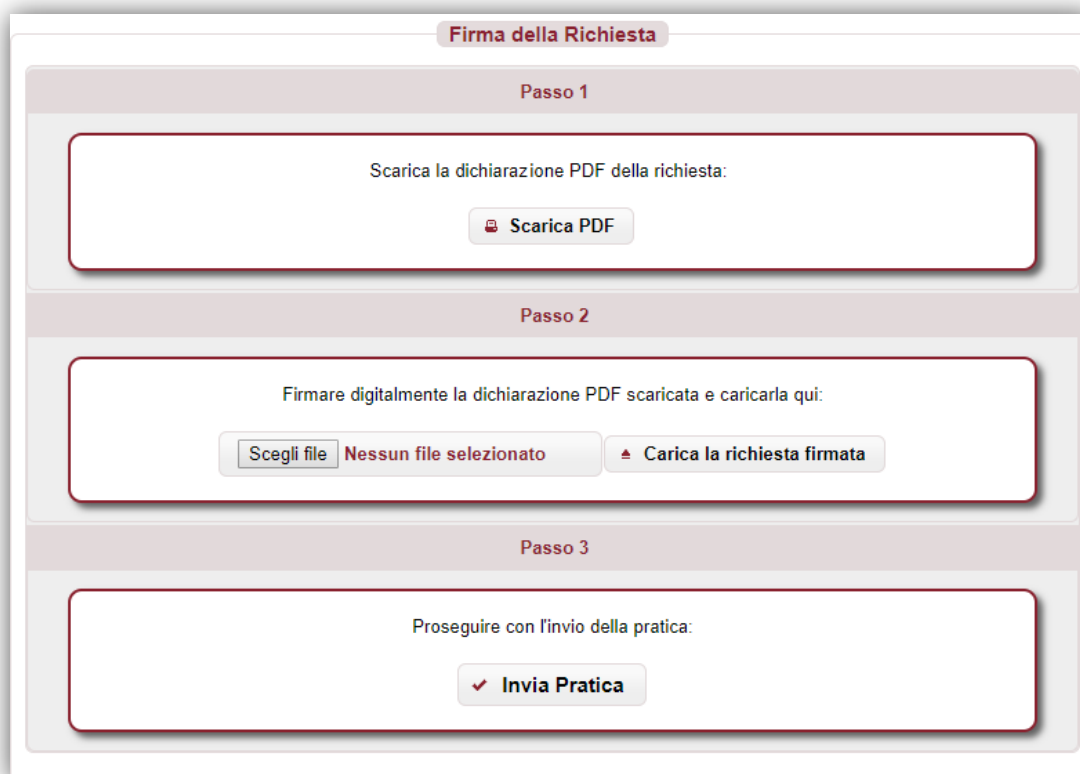 Firma della Richiesta
Passo 1
Scarica la dichiarazione PDF della richiesta:
Scarica PDF
Passo 2
Firmare digitalmente la dichiarazione PDF scaricata e caricarla qui:
Scegli file Nessun file selezionato Carica la richiesta firmata
Passo 3
Proseguire con l'invio della pratica:
Invia Pratica